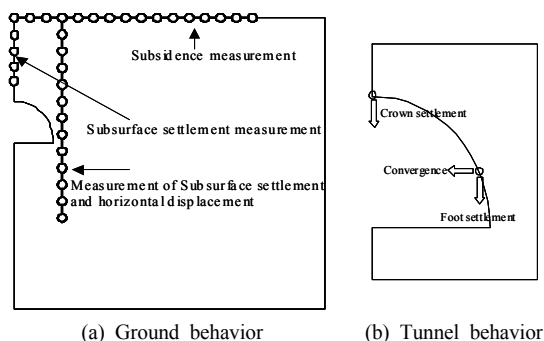 Subsidence measurement
Subsurface settlement measurement
Measurement of Subsurface settlement
and horizontal displacement
(a) Ground behavior
Crown settlement
Convergence
Foot settlement
(b) Tunnel behavior